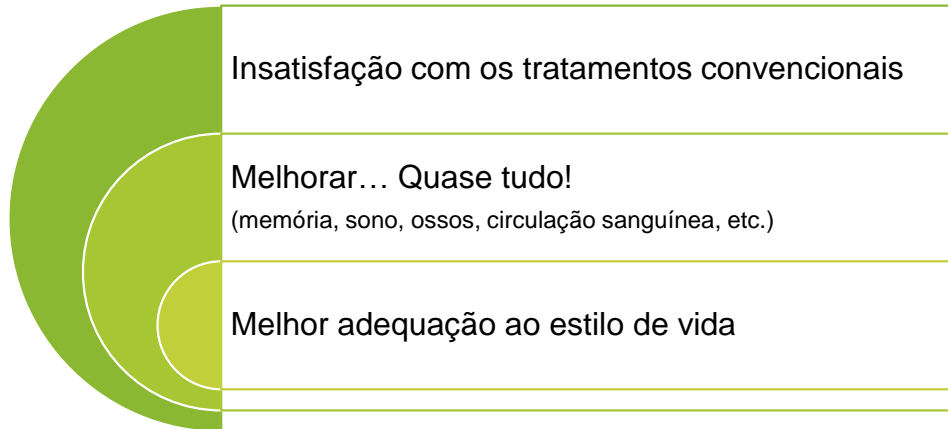 Insatisfação com os tratamentos convencionais
Melhorar… Quase tudo!
(memória, sono, ossos, circulação sanguínea, etc.)
Melhor adequação ao estilo de vida